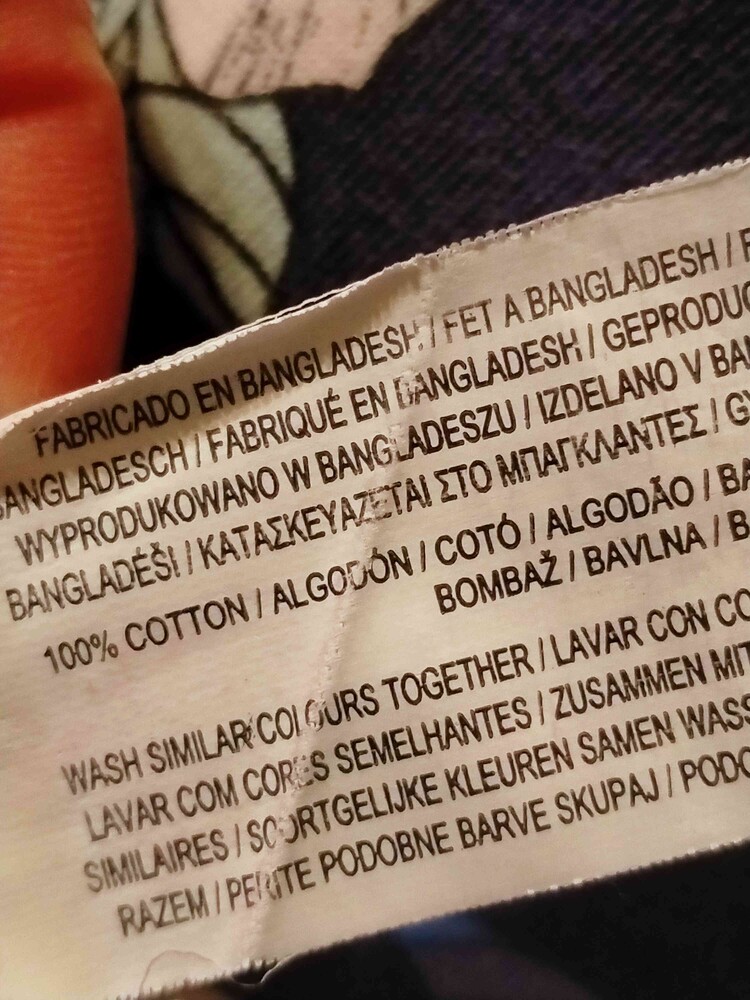 FABRICADO EN BANGLADESH / FET A BANGLADESH /
BANGLADESCH / FABRIQUÉ EN BANGLADESH / GEPRODUC
WYPRODUKOWANO W BANGLADESZU / IZDELANO V BAN
BANGLADÉŠI / ΚΑΤΑΣΚΕΥΑΖΕΤΑΙ ΣΤΟ ΜΠΑΓΚΛΑΝΤΕΣ / GY
100% COTTON / ALGODÓN / COTÓ / ALGODÃO / BA
BOMBAŽ / BAVLNA / B
WASH SIMILAR COLOURS TOGETHER / LAVAR CON CO
LAVAR COM CORES SEMELHANTES / ZUSAMMEN MIT
SIMILAIRES / SOORTGELIJKE KLEUREN SAMEN WASS
RAZEM / PERITE PODOBNE BARVE SKUPAJ / PODO